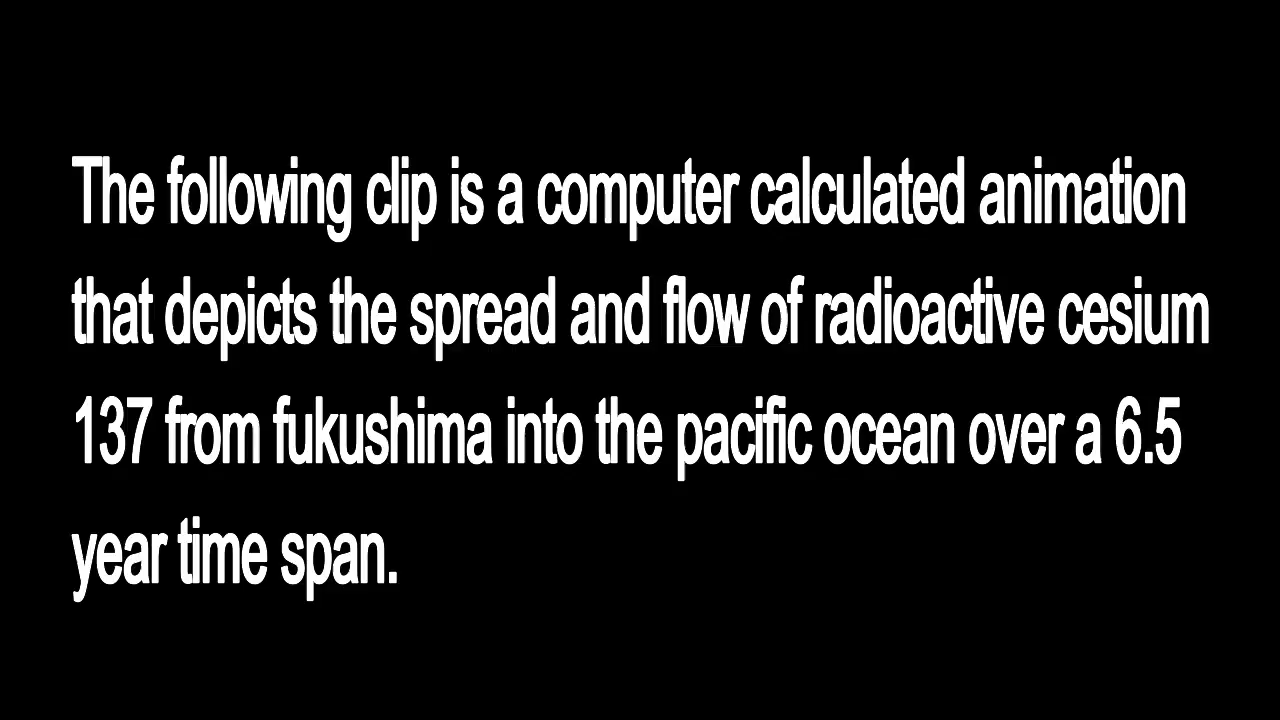 The following clip is a computer calculated animation
that depicts the spread and flow of radioactive cesium
137 from fukushima into the pacific ocean over a 6.5
year time span.